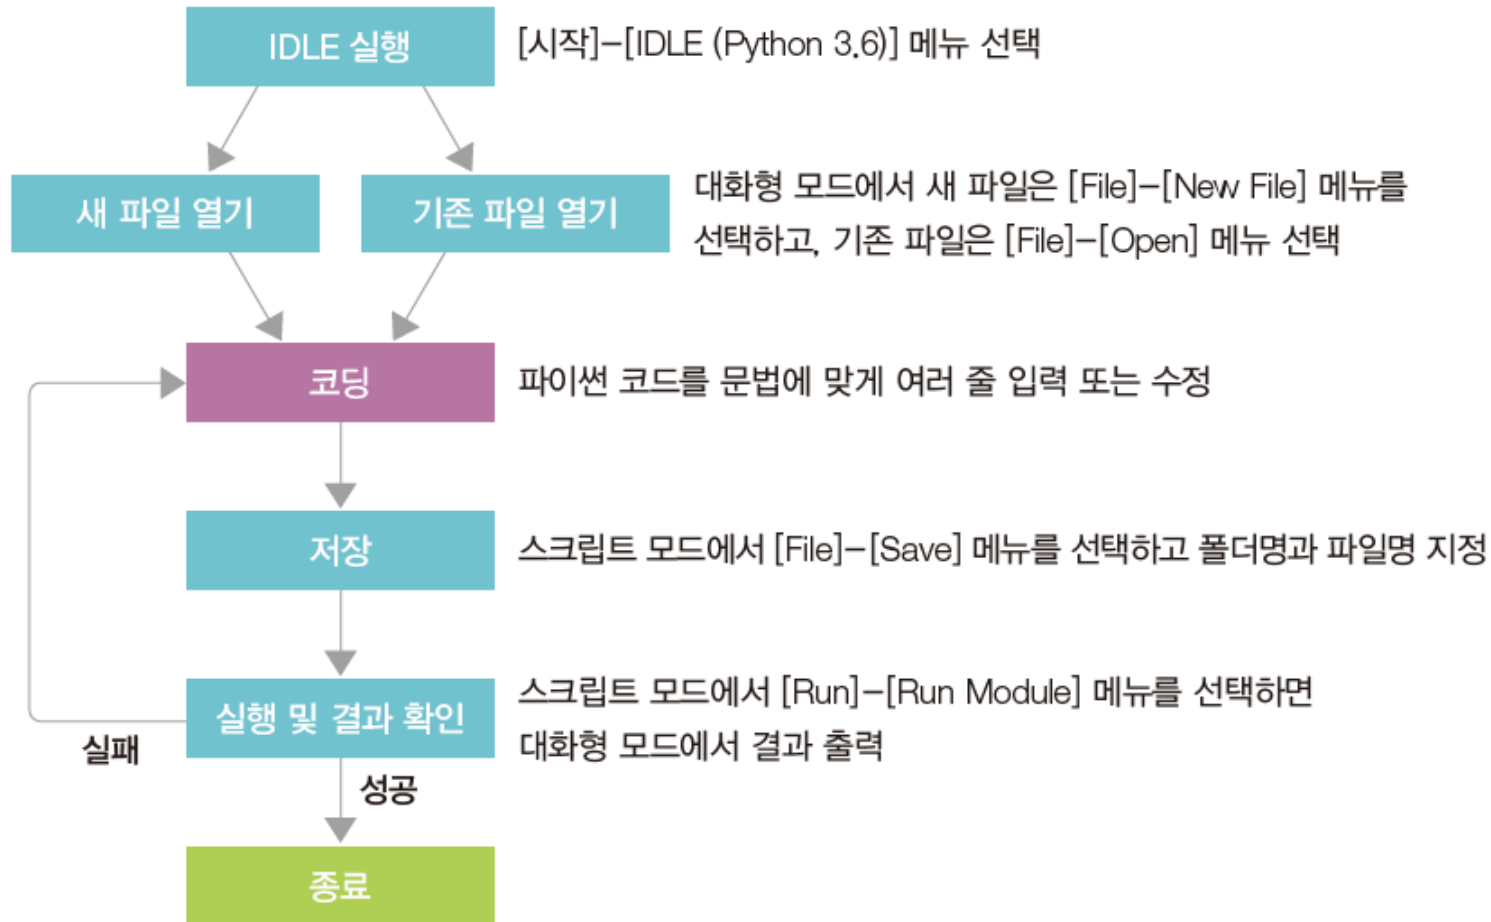 IDLE 실행
[시작]-[IDLE (Python 3.6)] 메뉴 선택
새 파일 열기
기존 파일 열기
대화형 모드에서 새 파일은 [File]-[New File] 메뉴를
선택하고, 기존 파일은 [File]-[Open] 메뉴 선택
코딩
파이썬 코드를 문법에 맞게 여러 줄 입력 또는 수정
저장
스크립트 모드에서 [File]-[Save] 메뉴를 선택하고 폴더명과 파일명 지정
실행 및 결과 확인
스크립트 모드에서 [Run]-[Run Module] 메뉴를 선택하면
대화형 모드에서 결과 출력
실패
성공
종료